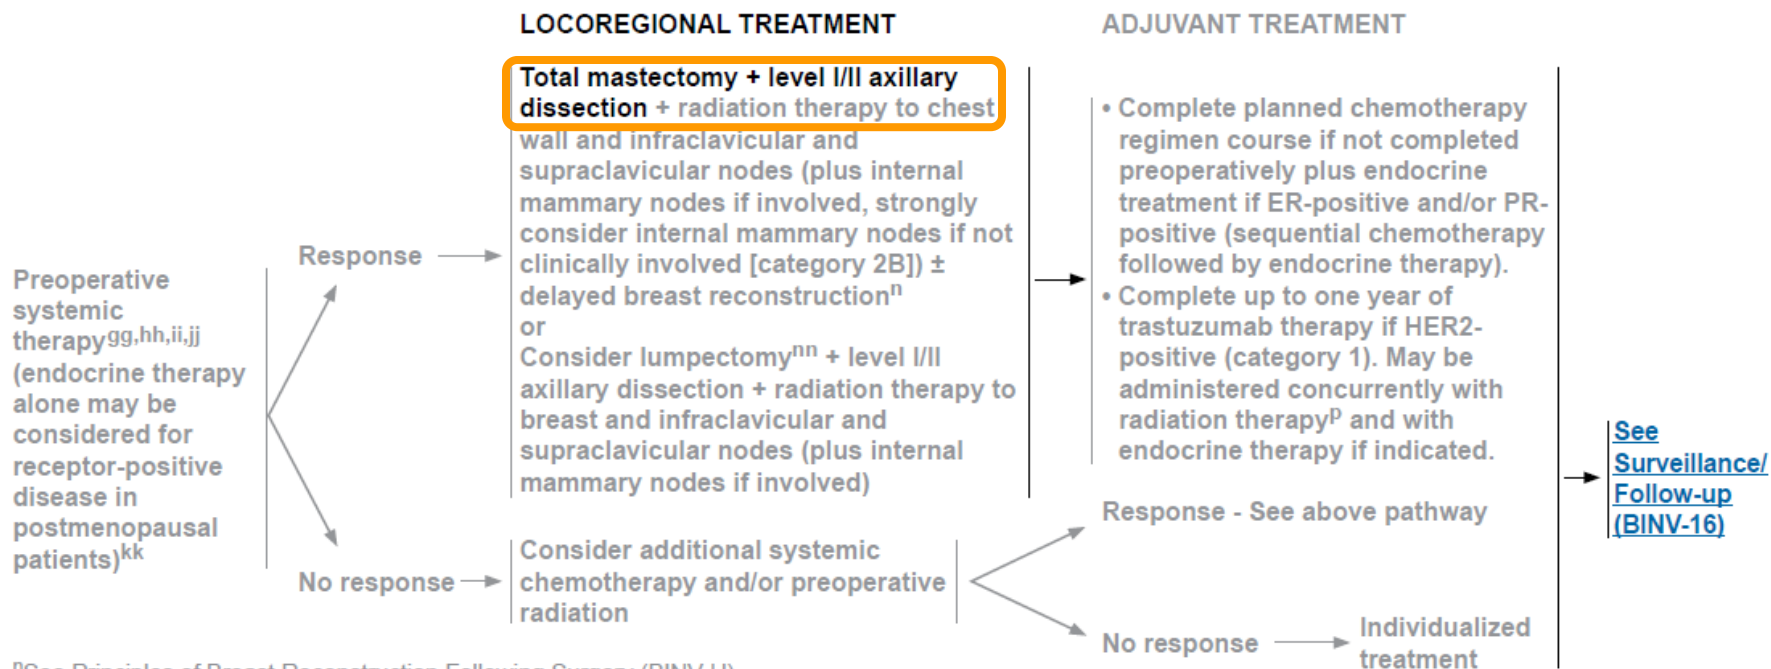 LOCOREGIONAL TREATMENT
ADJUVANT TREATMENT
Preoperative
systemic
therapygg,hh,ii,jj
(endocrine therapy
alone may be
considered for
receptor-positive
disease in
postmenopausal
patients)kk
Response
Total mastectomy + level I/II axillary
dissection + radiation therapy to chest
wall and infraclavicular and
supraclavicular nodes (plus internal
mammary nodes if involved, strongly
consider internal mammary nodes if not
clinically involved [category 2B]) ±
delayed breast reconstructionn
or
Consider lumpectomynn + level I/II
axillary dissection + radiation therapy to
breast and infraclavicular and
supraclavicular nodes (plus internal
mammary nodes if involved)
• Complete planned chemotherapy
regimen course if not completed
preoperatively plus endocrine
treatment if ER-positive and/or PR-
positive (sequential chemotherapy
followed by endocrine therapy).
• Complete up to one year of
trastuzumab therapy if HER2-
positive (category 1). May be
administered concurrently with
radiation therapyp and with
endocrine therapy if indicated.
No response
Consider additional systemic
chemotherapy and/or preoperative
radiation
Response - See above pathway
No response
Individualized
treatment
See
Surveillance/
Follow-up
(BINV-16)
nSee Principles of Breast Reconstruction Following Surgery (BINV-H)